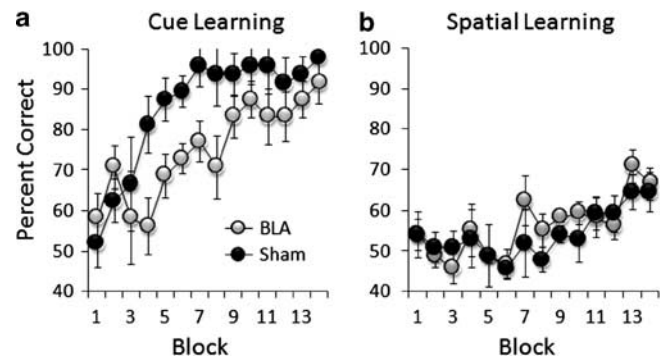 a Cue Learning
Percent Correct
100
90
80
70
60
50
40
BLA
Sham
1 3 5 7 9 11 13
Block
b Spatial Learning
100
90
80
70
60
50
40
1 3 5 7 9 11 13
Block